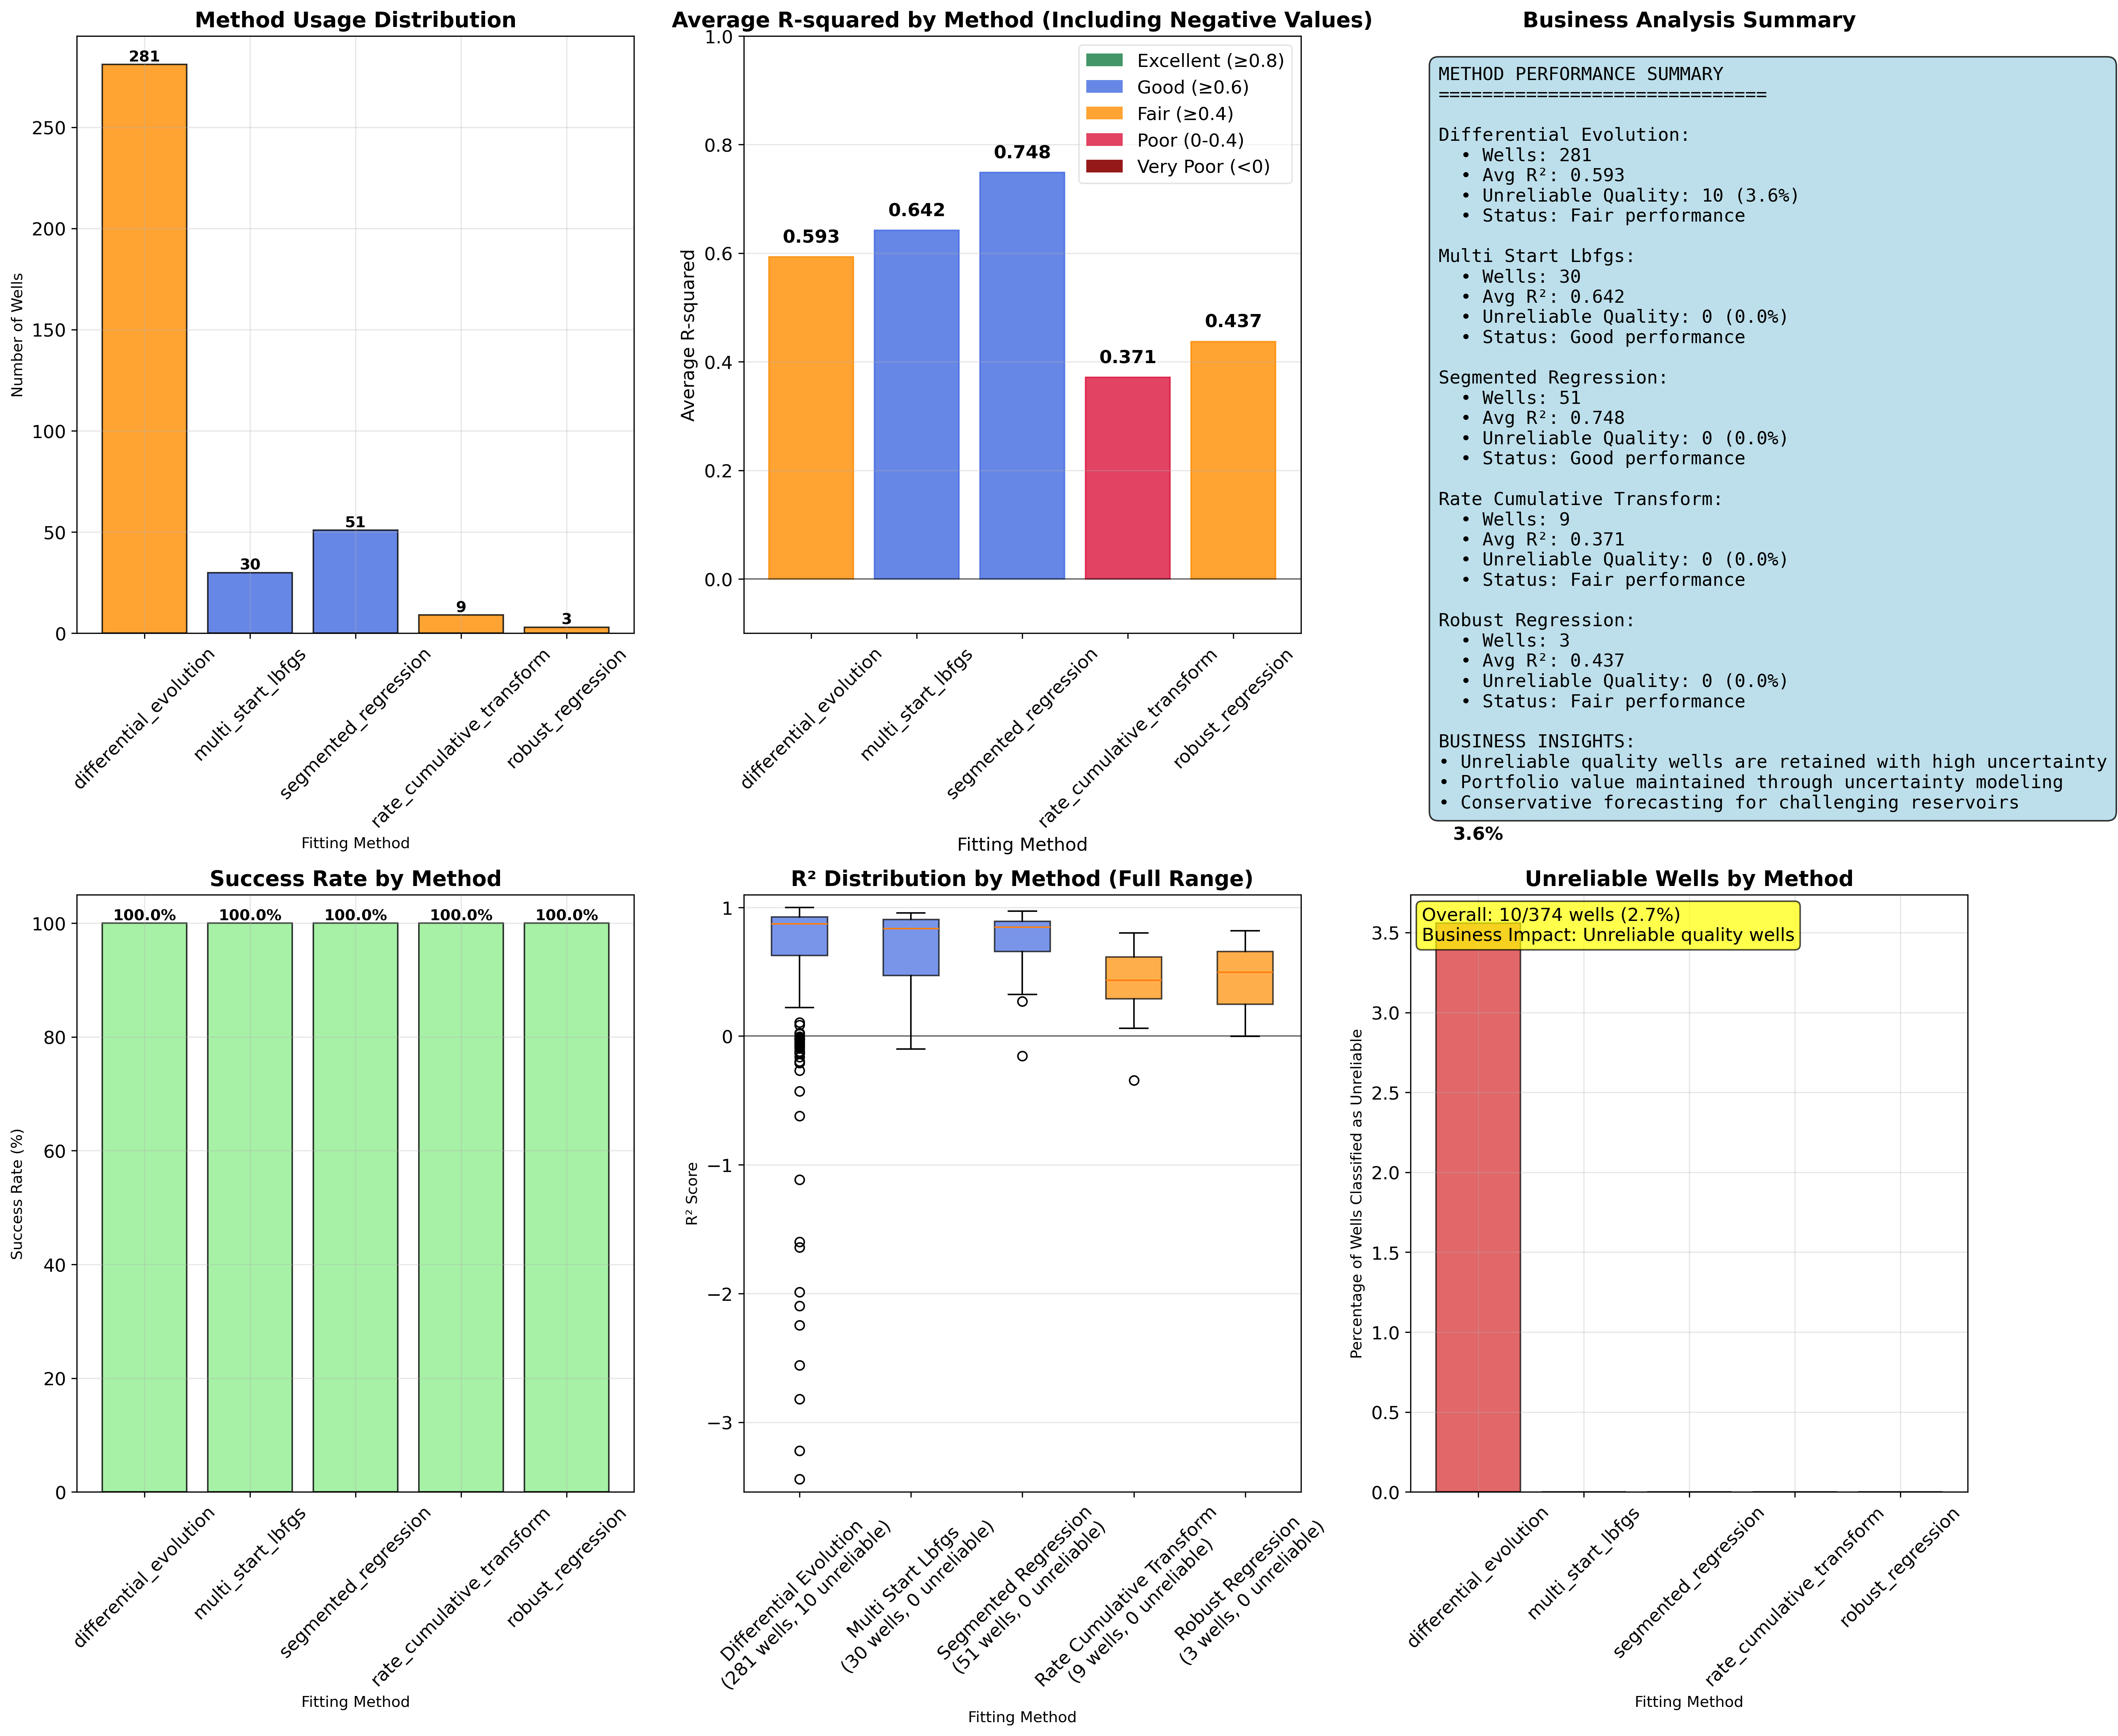 Method Usage Distribution
281
30
51
9
3
250
200
150
100
50
0
Number of Wells
differential_evolution
multi_start_lbfgs
segmented_regression
rate_cumulative_transform
robust_regression
Fitting Method
Average R-squared by Method (Including Negative Values)
Excellent (≥0.8)
Good (≥0.6)
Fair (≥0.4)
Poor (0-0.4)
Very Poor (<0)
0.593
0.642
0.748
0.371
0.437
1.0
0.8
0.6
0.4
0.2
0.0
Average R-squared
differential_evolution
multi_start_lbfgs
segmented_regression
rate_cumulative_transform
robust_regression
Fitting Method
Business Analysis Summary
METHOD PERFORMANCE SUMMARY
==============================
Differential Evolution:
• Wells: 281
• Avg R²: 0.593
• Unreliable Quality: 10 (3.6%)
• Status: Fair performance
Multi Start Lbfgs:
• Wells: 30
• Avg R²: 0.642
• Unreliable Quality: 0 (0.0%)
• Status: Good performance
Segmented Regression:
• Wells: 51
• Avg R²: 0.748
• Unreliable Quality: 0 (0.0%)
• Status: Good performance
Rate Cumulative Transform:
• Wells: 9
• Avg R²: 0.371
• Unreliable Quality: 0 (0.0%)
• Status: Fair performance
Robust Regression:
• Wells: 3
• Avg R²: 0.437
• Unreliable Quality: 0 (0.0%)
• Status: Fair performance
BUSINESS INSIGHTS:
• Unreliable quality wells are retained with high uncertainty
• Portfolio value maintained through uncertainty modeling
• Conservative forecasting for challenging reservoirs
Success Rate by Method
100.0%
100.0%
100.0%
100.0%
100.0%
100
80
60
40
20
0
Success Rate (%)
differential_evolution
multi_start_lbfgs
segmented_regression
rate_cumulative_transform
robust_regression
Fitting Method
R² Distribution by Method (Full Range)
1
0
−1
−2
−3
R² Score
Differential Evolution
(281 wells, 10 unreliable)
Multi Start Lbfgs
(30 wells, 0 unreliable)
Segmented Regression
(51 wells, 0 unreliable)
Rate Cumulative Transform
(9 wells, 0 unreliable)
Robust Regression
(3 wells, 0 unreliable)
Fitting Method
3.6%
Unreliable Wells by Method
Overall: 10/374 wells (2.7%)
Business Impact: Unreliable quality wells
3.5
3.0
2.5
2.0
1.5
1.0
0.5
0.0
Percentage of Wells Classified as Unreliable
differential_evolution
multi_start_lbfgs
segmented_regression
rate_cumulative_transform
robust_regression
Fitting Method